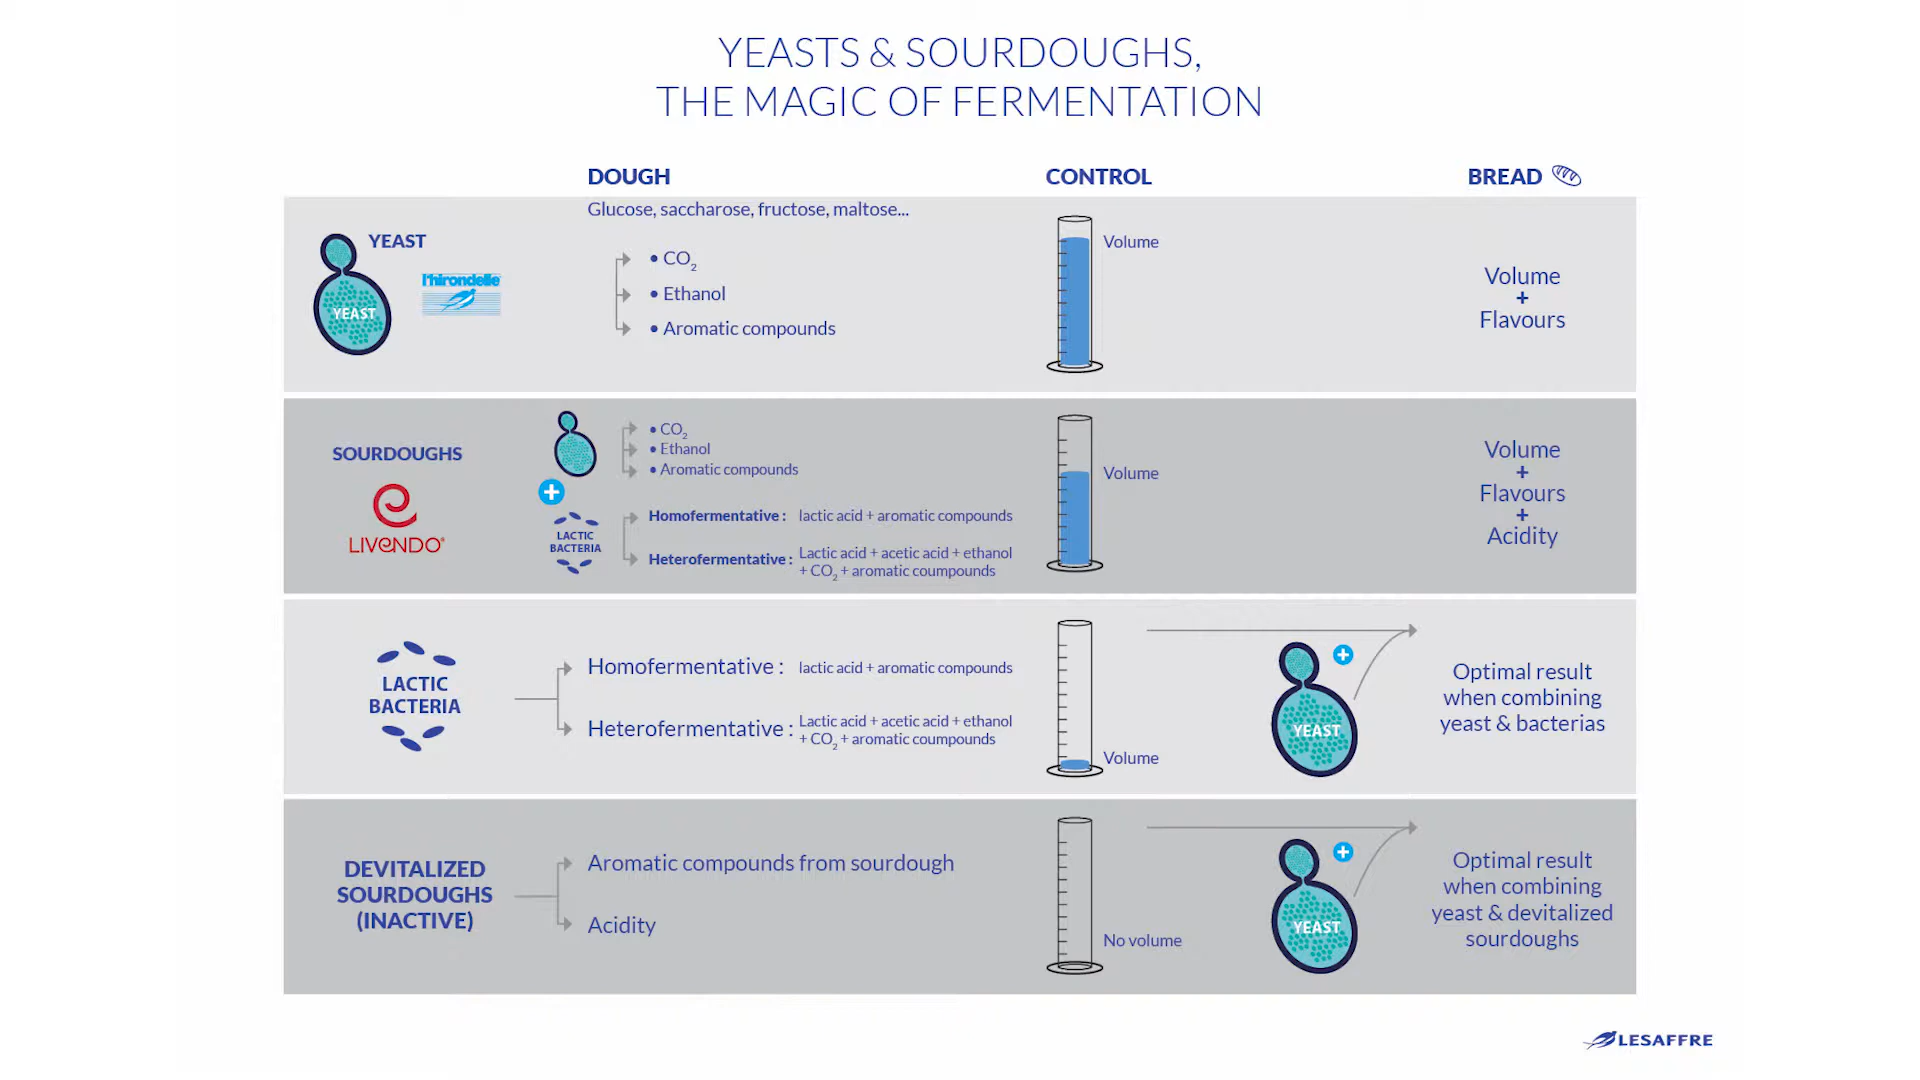 YEASTS & SOURDOUGHS,
THE MAGIC OF FERMENTATION
DOUGH
CONTROL
BREAD
YEAST
YEAST
l'hirondelle
Glucose, saccharose, fructose, maltose...
• CO2
• Ethanol
• Aromatic compounds
Volume
Volume
+
Flavours
SOURDOUGHS
LIVENDO®
• CO2
• Ethanol
• Aromatic compounds
+
LACTIC
BACTERIA
Homofermentative : lactic acid + aromatic compounds
Heterofermentative : Lactic acid + acetic acid + ethanol
+ CO2 + aromatic coumpounds
Volume
Volume
+
Flavours
+
Acidity
LACTIC
BACTERIA
Homofermentative : lactic acid + aromatic compounds
Heterofermentative : Lactic acid + acetic acid + ethanol
+ CO2 + aromatic coumpounds
Volume
+
YEAST
Optimal result
when combining
yeast & bacterias
DEVITALIZED
SOURDOUGHS
(INACTIVE)
Aromatic compounds from sourdough
Acidity
No volume
+
YEAST
Optimal result
when combining
yeast & devitalized
sourdoughs
LESAFFRE